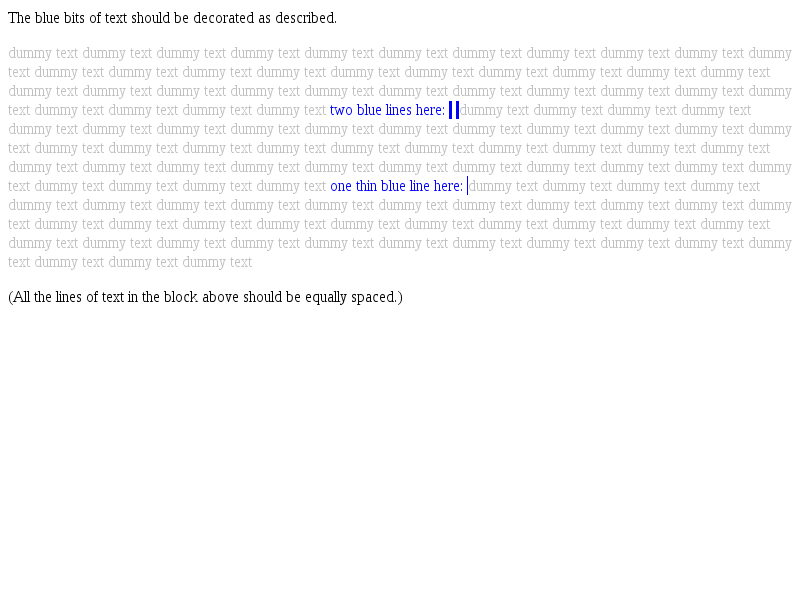 The blue bits of text should be decorated as described.
dummy text dummy text dummy text dummy text dummy text dummy text dummy text dummy text dummy text dummy text dummy
text dummy text dummy text dummy text dummy text dummy text dummy text dummy text dummy text dummy text dummy text
dummy text dummy text dummy text dummy text dummy text dummy text dummy text dummy text dummy text dummy text dummy
text dummy text dummy text dummy text dummy text two blue lines here: dummy text dummy text dummy text dummy text
dummy text dummy text dummy text dummy text dummy text dummy text dummy text dummy text dummy text dummy text dummy
text dummy text dummy text dummy text dummy text dummy text dummy text dummy text dummy text dummy text dummy text
dummy text dummy text dummy text dummy text dummy text dummy text dummy text dummy text dummy text dummy text dummy
text dummy text dummy text dummy text dummy text one thin blue line here: dummy text dummy text dummy text dummy text
dummy text dummy text dummy text dummy text dummy text dummy text dummy text dummy text dummy text dummy text dummy
text dummy text dummy text dummy text dummy text dummy text dummy text dummy text dummy text dummy text dummy text
dummy text dummy text dummy text dummy text dummy text dummy text dummy text dummy text dummy text dummy text dummy
text dummy text dummy text dummy text
(All the lines of text in the block above should be equally spaced.)